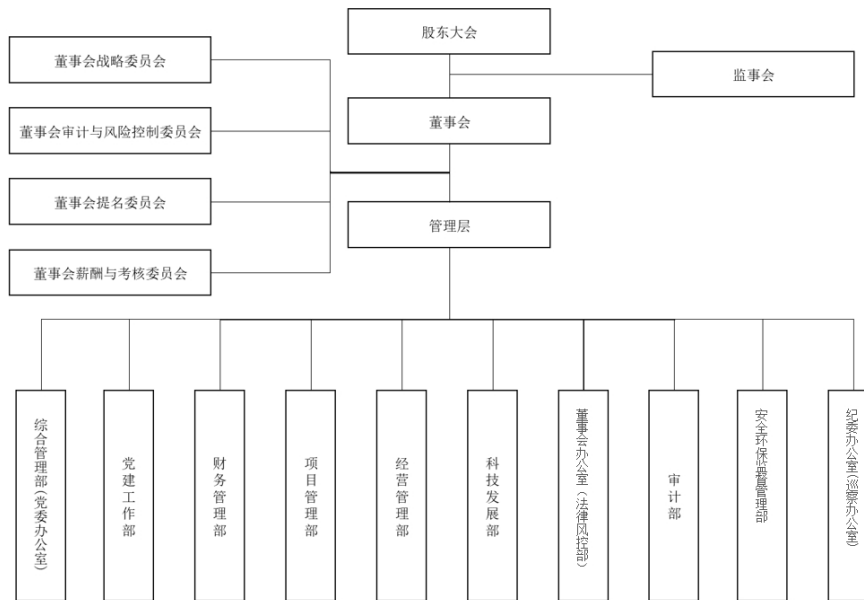 股东大会
董事会战略委员会
监事会
董事会
董事会审计与风险控制委员会
董事会提名委员会
管理层
董事会薪酬与考核委员会
综合管理部(党委办公室)
党建工作部
财务管理部
项目管理部
经营管理部
科技发展部
董事会办公室(法律风控部)
审计部
安全环保监督管理部
纪委办公室(巡察办公室)